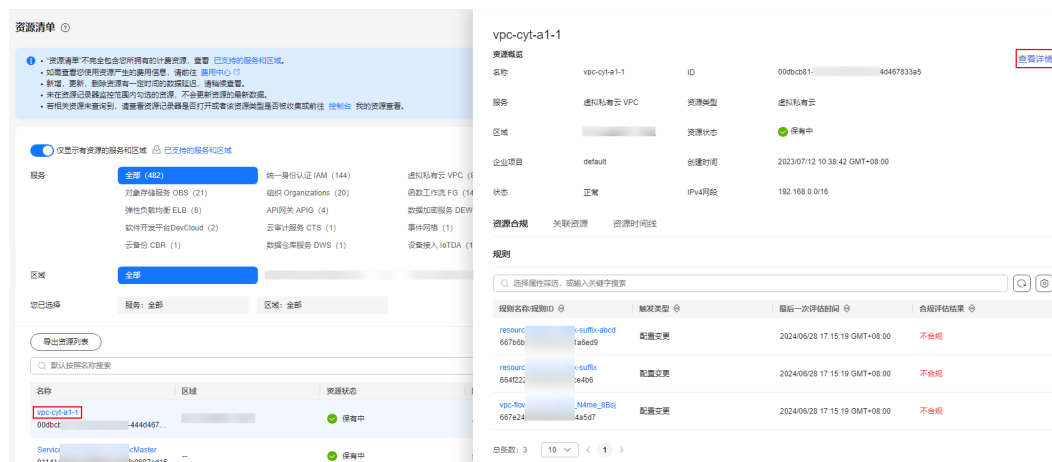 资源清单
• "资源清单"不完全包含您所拥有的计费资源，查看 已支持的服务和区域。
• 如需查看您使用资源产生的费用信息，请前往 费用中心
• 新增，更新，删除资源有一定时间的数据延迟，请稍候查看。
• 未在资源记录器监控范围内勾选的资源，不会更新资源的最新数据。
• 若相关资源未查询到，请查看资源记录器是否打开或者该资源类型是否被收集或前往 控制台 我的资源查看。
仅显示有资源的服务和区域 已支持的服务和区域
服务 全部 (482) 统一身份认证 IAM (144) 虚拟私有云 VPC (
对象存储服务 OBS (21) 组织 Organizations (20) 函数工作流 FG (14
弹性负载均衡 ELB (8) API网关 APIG (4) 数据加密服务 DEW
软件开发平台DevCloud (2) 云审计服务 CTS (1) 事件网格 (1)
云备份 CBR (1) 数据仓库服务 DWS (1) 设备接入 IoTDA (1
区域 全部
您已选择 服务：全部 区域：全部
导出资源列表
默认按照名称搜索
名称 区域 资源状态
vpc-cyt-a1-1 保有中
00dbcb -444d467...
Service cMaster -- 保有中
vpc-cyt-a1-1
资源概览 查看详情
名称 vpc-cyt-a1-1 ID 00dbcb81- 4d467833a5
服务 虚拟私有云 VPC 资源类型 虚拟私有云
区域 资源状态 保有中
企业项目 default 创建时间 2023/07/12 10:38:42 GMT+08:00
状态 正常 IPv4网段 192.168.0.0/16
资源合规 关联资源 资源时间线
规则
选择属性筛选，或输入关键字搜索
规则名称/规则ID 触发类型 最后一次评估时间 合规评估结果
resourc x-suffix-abcd 配置变更 2024/06/28 17:15:19 GMT+08:00 不合规
667b6b 1a6ed9
resourc x-suffix 配置变更 2024/06/28 17:15:19 GMT+08:00 不合规
664f222 ce4b6
vpc-flow _N4me_8Bsj 配置变更 2024/06/28 17:15:19 GMT+08:00 不合规
667e24 4a5d7
总条数：3 10 1